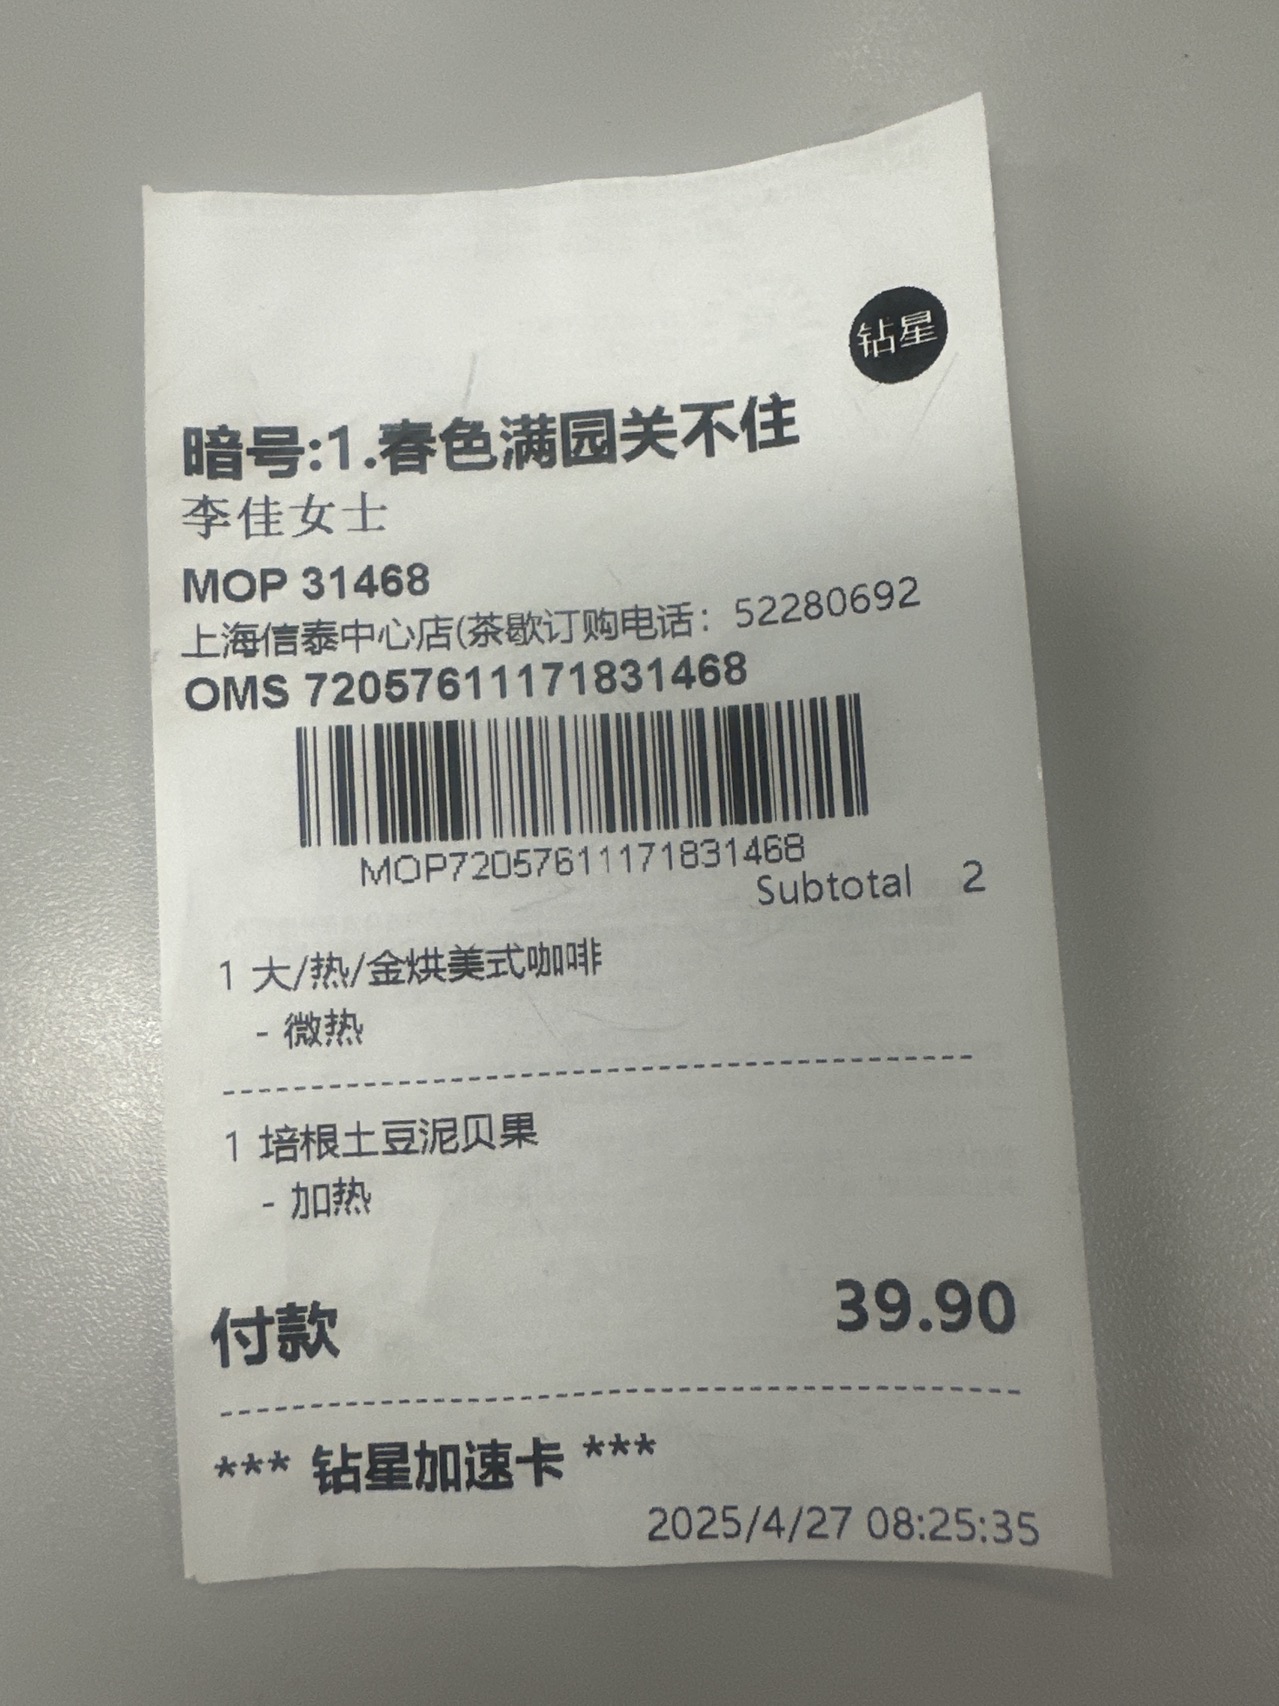 钻星
暗号:1.春色满园关不住
李佳女士
MOP 31468
上海信泰中心店(茶歇订购电话：52280692
OMS 72057611171831468
MOP72057611171831468
Subtotal 2
1 大/热/金烘美式咖啡
- 微热
1 培根土豆泥贝果
- 加热
付款 39.90
*** 钻星加速卡 ***
2025/4/27 08:25:35